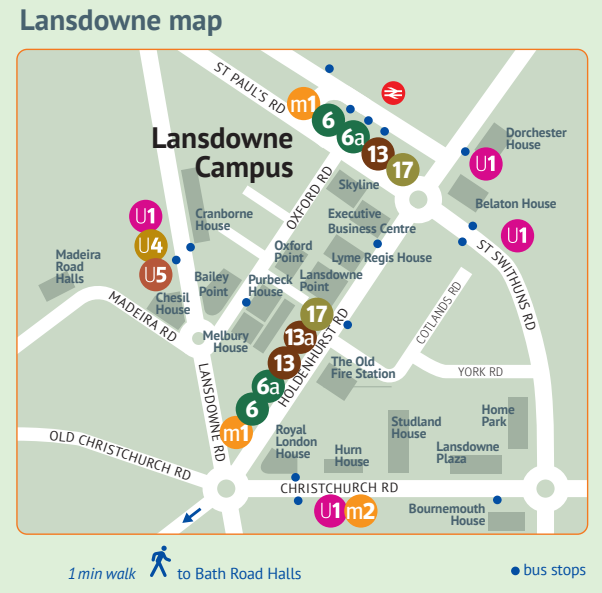 Lansdowne map
ST PAUL'S RD
m1
6
6a
13
17
Lansdowne
Campus
Dorchester
House
U1
Skyline
Belaton House
U1
OXFORD RD
Executive
Business Centre
Lyme Regis House
ST SWITHUNS RD
U1
U4
U5
Cranborne
House
Oxford
Point
Madeira
Road
Halls
Bailey
Point
Purbeck
House
Lansdowne
Point
Chesil
House
MADEIRA RD
COTLANDS RD
Melbury
House
17
13a
13
6a
6
m1
HOLDENHURST RD
The Old
Fire Station
YORK RD
LANSDOWNE RD
OLD CHRISTCHURCH RD
Royal
London
House
Hurn
House
Studland
House
Home
Park
Lansdowne
Plaza
CHRISTCHURCH RD
U1
m2
Bournemouth
House
1 min walk to Bath Road Halls
bus stops